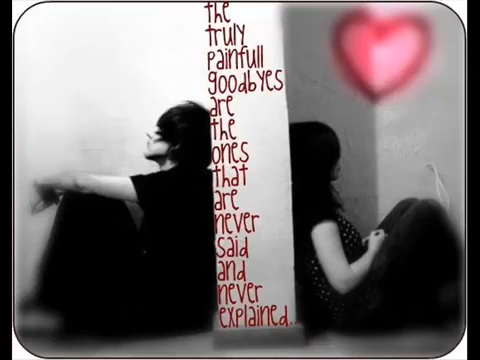 the
truly
painfull
goodbyes
are
the
ones
that
are
never
said
and
never
explained...